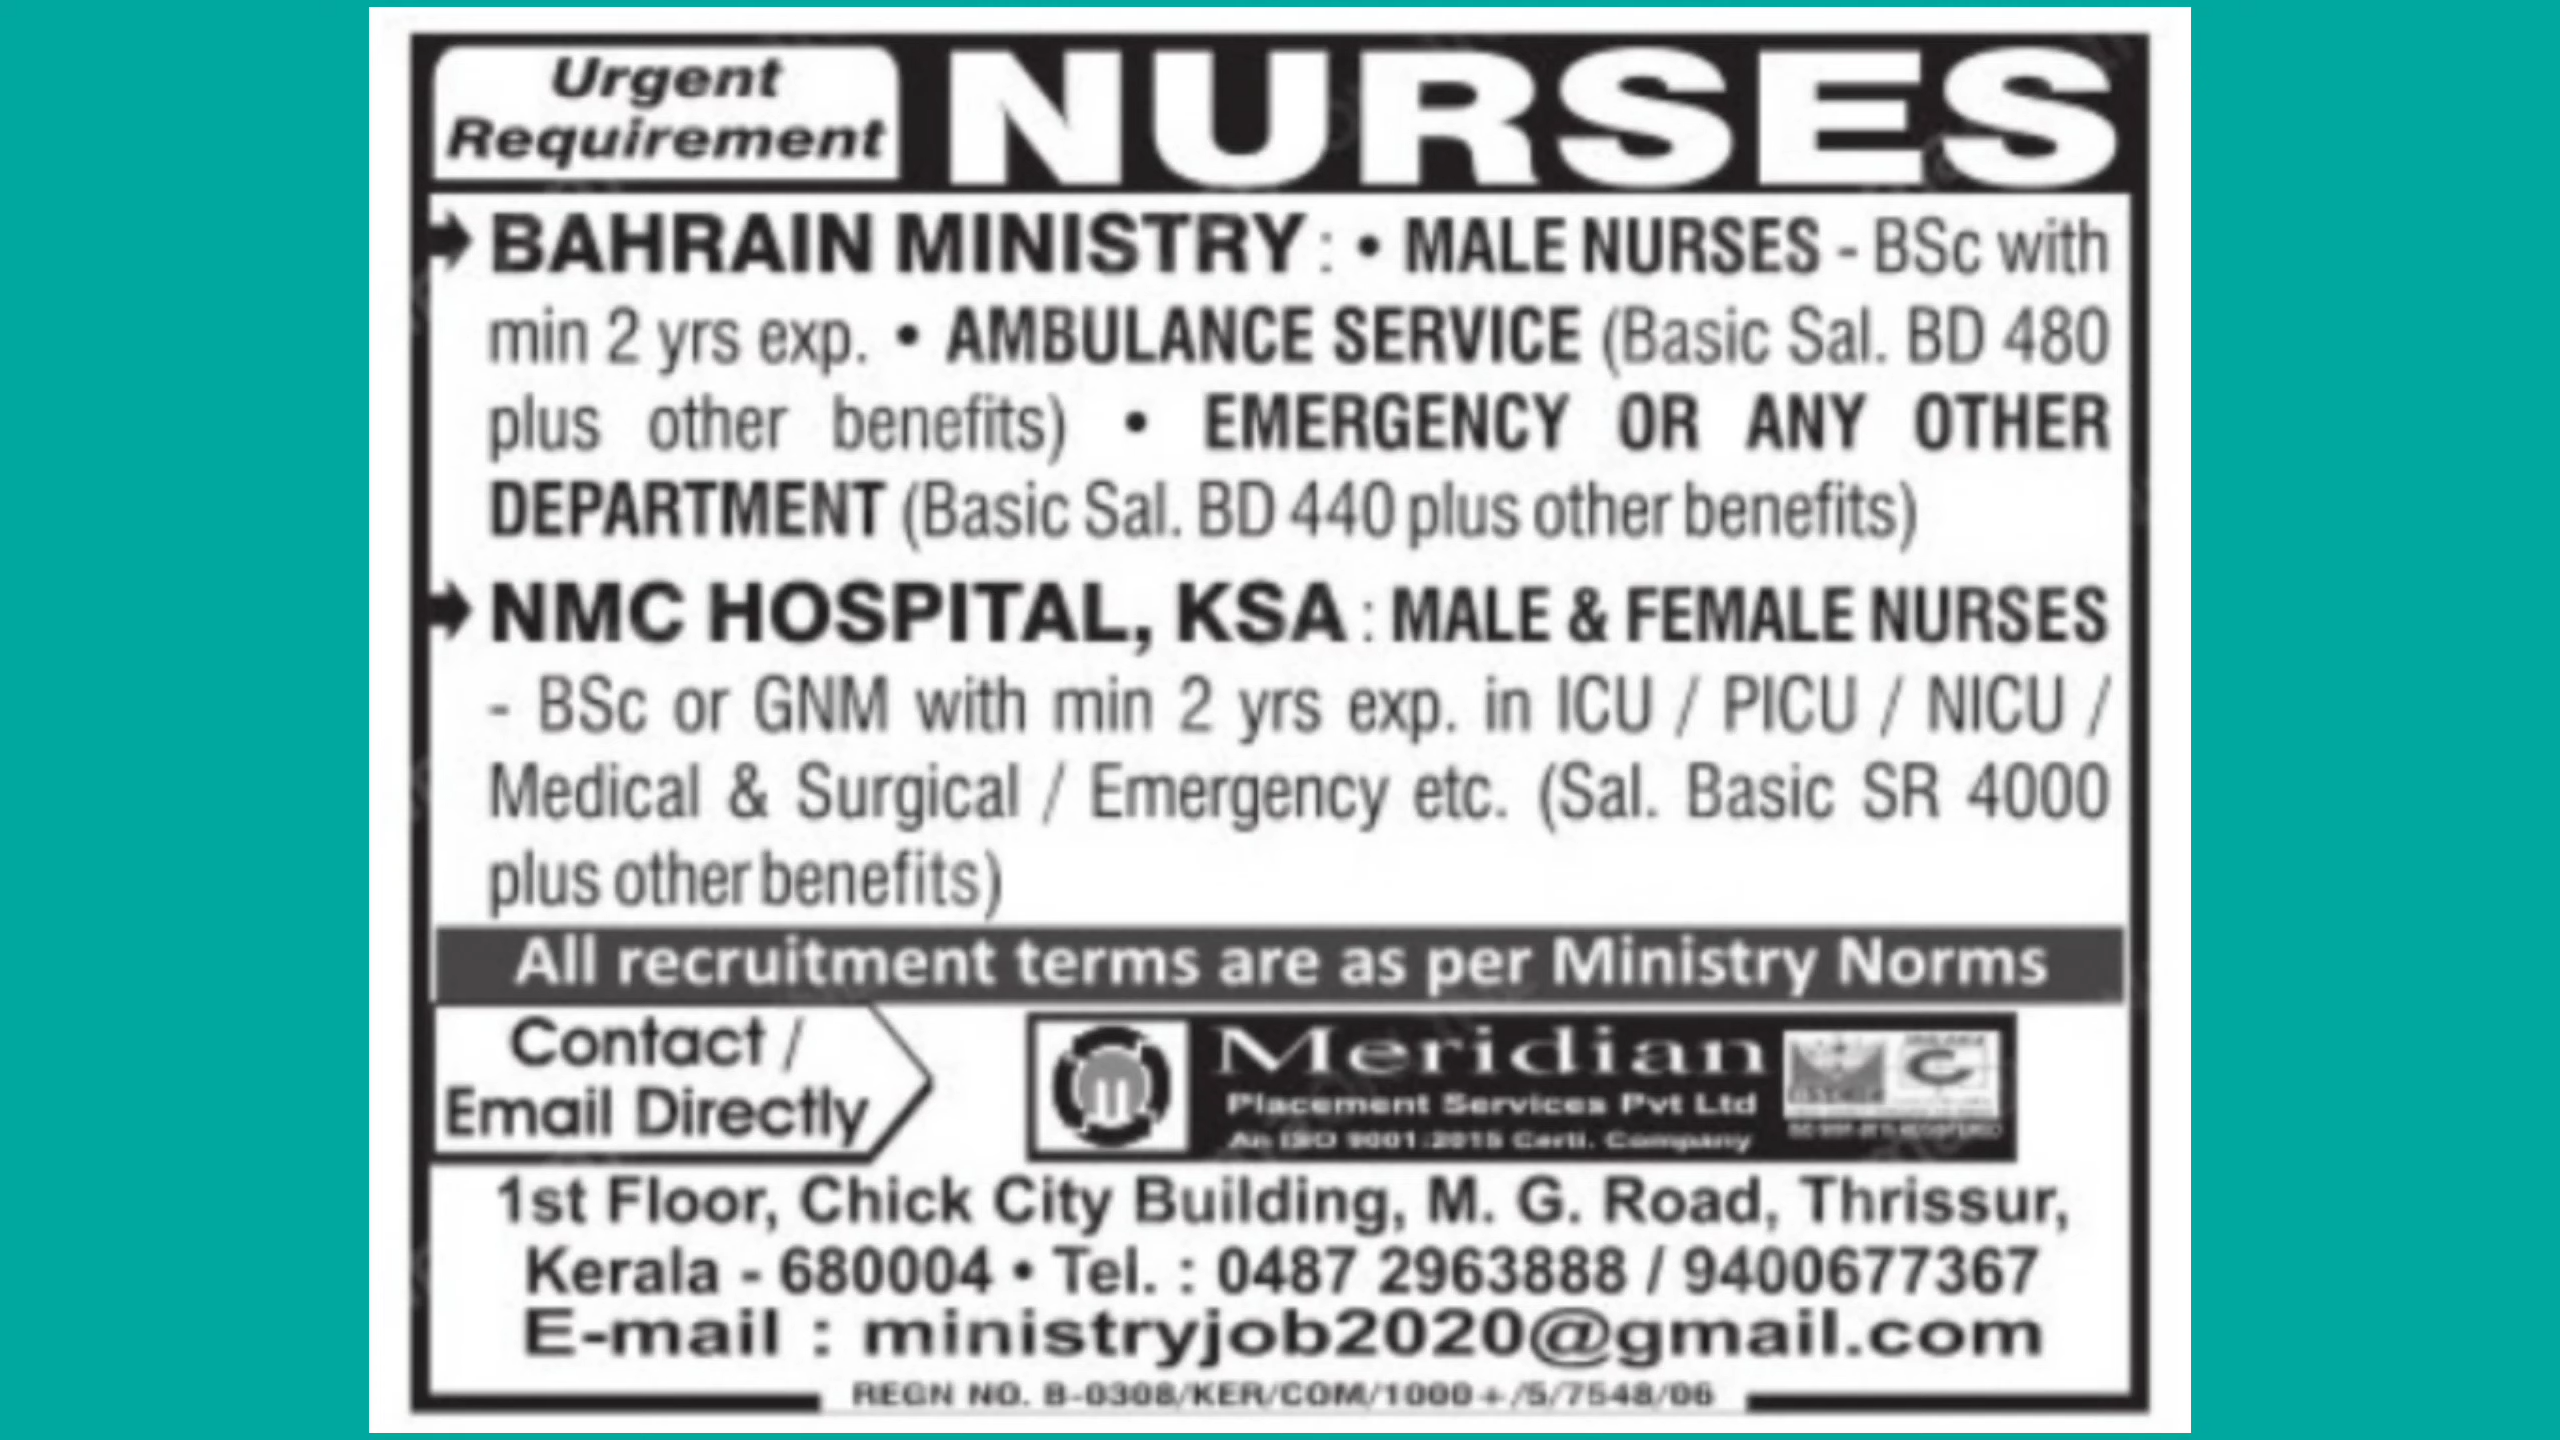 Urgent
Requirement
NURSES
BAHRAIN MINISTRY : • MALE NURSES - BSc with
min 2 yrs exp. • AMBULANCE SERVICE (Basic Sal. BD 480
plus other benefits) • EMERGENCY OR ANY OTHER
DEPARTMENT (Basic Sal. BD 440 plus other benefits)
NMC HOSPITAL, KSA : MALE & FEMALE NURSES
- BSc or GNM with min 2 yrs exp. in ICU / PICU / NICU /
Medical & Surgical / Emergency etc. (Sal. Basic SR 4000
plus other benefits)
All recruitment terms are as per Ministry Norms
Contact /
Email Directly
m
Meridian
Placement Services Pvt Ltd
An ISO 9001:2015 Certi. Company
1st Floor, Chick City Building, M. G. Road, Thrissur,
Kerala - 680004 • Tel. : 0487 2963888 / 9400677367
E-mail : ministryjob2020@gmail.com
REGN NO. B-0308/KER/COM/1000+/5/7548/06